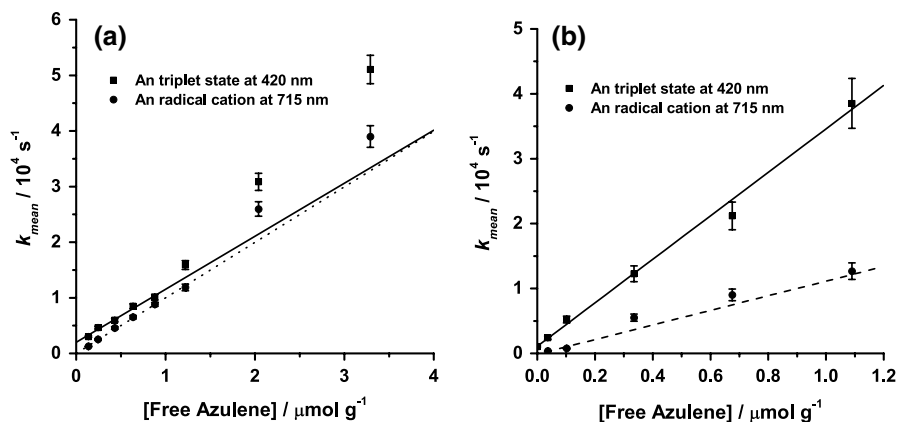 (a)
An triplet state at 420 nm
An radical cation at 715 nm
k_mean / 10^4 s^-1
6
5
4
3
2
1
0
0 1 2 3 4
[Free Azulene] / μmol g^-1
(b)
An triplet state at 420 nm
An radical cation at 715 nm
k_mean / 10^4 s^-1
5
4
3
2
1
0
0.0 0.2 0.4 0.6 0.8 1.0 1.2
[Free Azulene] / μmol g^-1